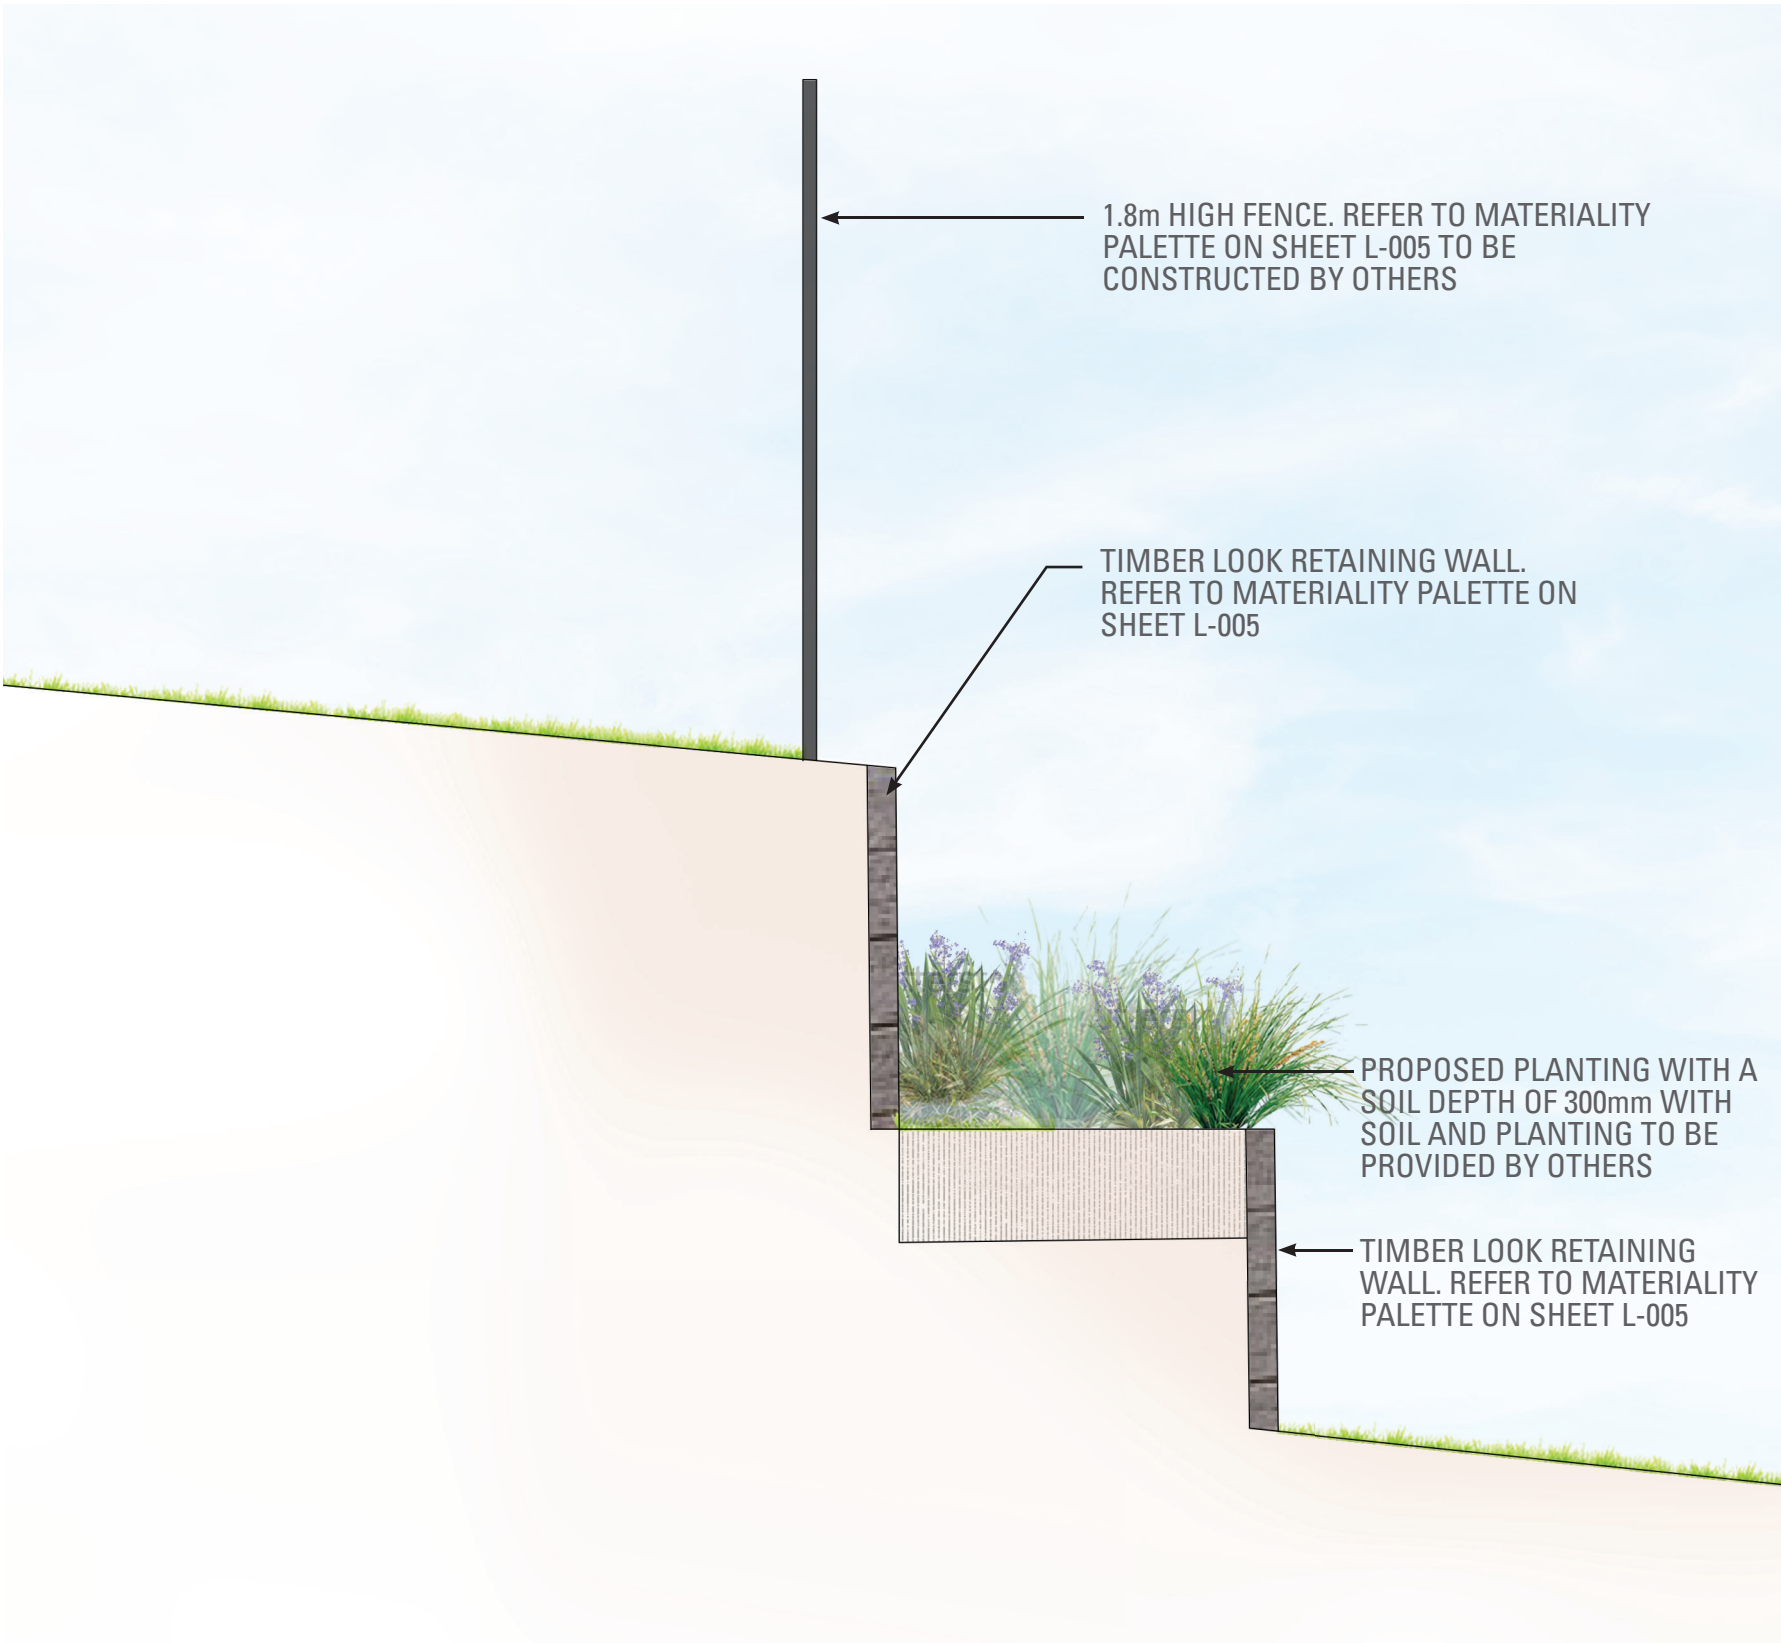 1.8m HIGH FENCE. REFER TO MATERIALITY
PALETTE ON SHEET L-005 TO BE
CONSTRUCTED BY OTHERS
TIMBER LOOK RETAINING WALL.
REFER TO MATERIALITY PALETTE ON
SHEET L-005
PROPOSED PLANTING WITH A
SOIL DEPTH OF 300mm WITH
SOIL AND PLANTING TO BE
PROVIDED BY OTHERS
TIMBER LOOK RETAINING
WALL. REFER TO MATERIALITY
PALETTE ON SHEET L-005